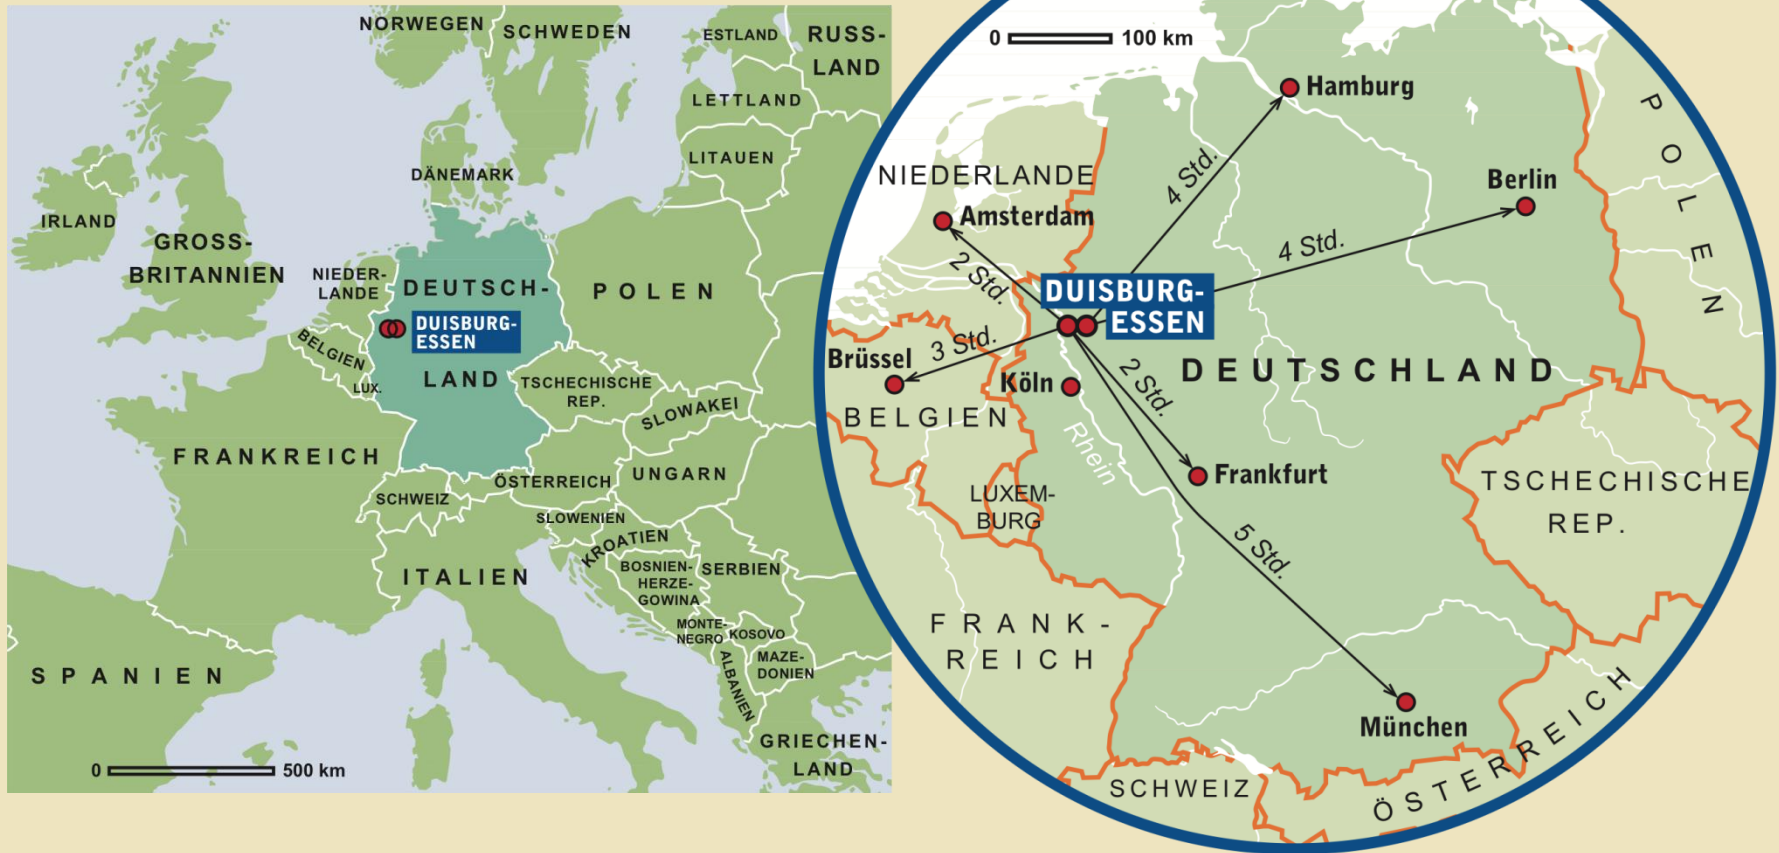 NORWEGEN
SCHWEDEN
ESTLAND
RUSS-
LAND
LETTLAND
LITAUEN
DÄNEMARK
IRLAND
GROSS-
BRITANNIEN
NIEDER-
LANDE
DEUTSCH-
LAND
POLEN
DUISBURG-
ESSEN
BELGIEN
LUX.
TSCHECHISCHE
REP.
SLOWAKEI
FRANKREICH
ÖSTERREICH
UNGARN
SCHWEIZ
SLOWENIEN
KROATIEN
ITALIEN
BOSNIEN-
HERZE-
GOWINA
SERBIEN
MONTE-
NEGRO
KOSOVO
ALBANIEN
MAZE-
DONIEN
SPANIEN
GRIECHEN-
LAND
0 500 km
0 100 km
Hamburg
POLEN
NIEDERLANDE
4 Std.
Berlin
Amsterdam
4 Std.
2 Std.
DUISBURG-
ESSEN
3 Std.
Brüssel
2 Std.
DEUTSCHLAND
Köln
BELGIEN
Rhein
Frankfurt
LUXEM-
BURG
TSCHECHISCHE
REP.
5 Std.
FRANK-
REICH
München
SCHWEIZ
ÖSTERREICH